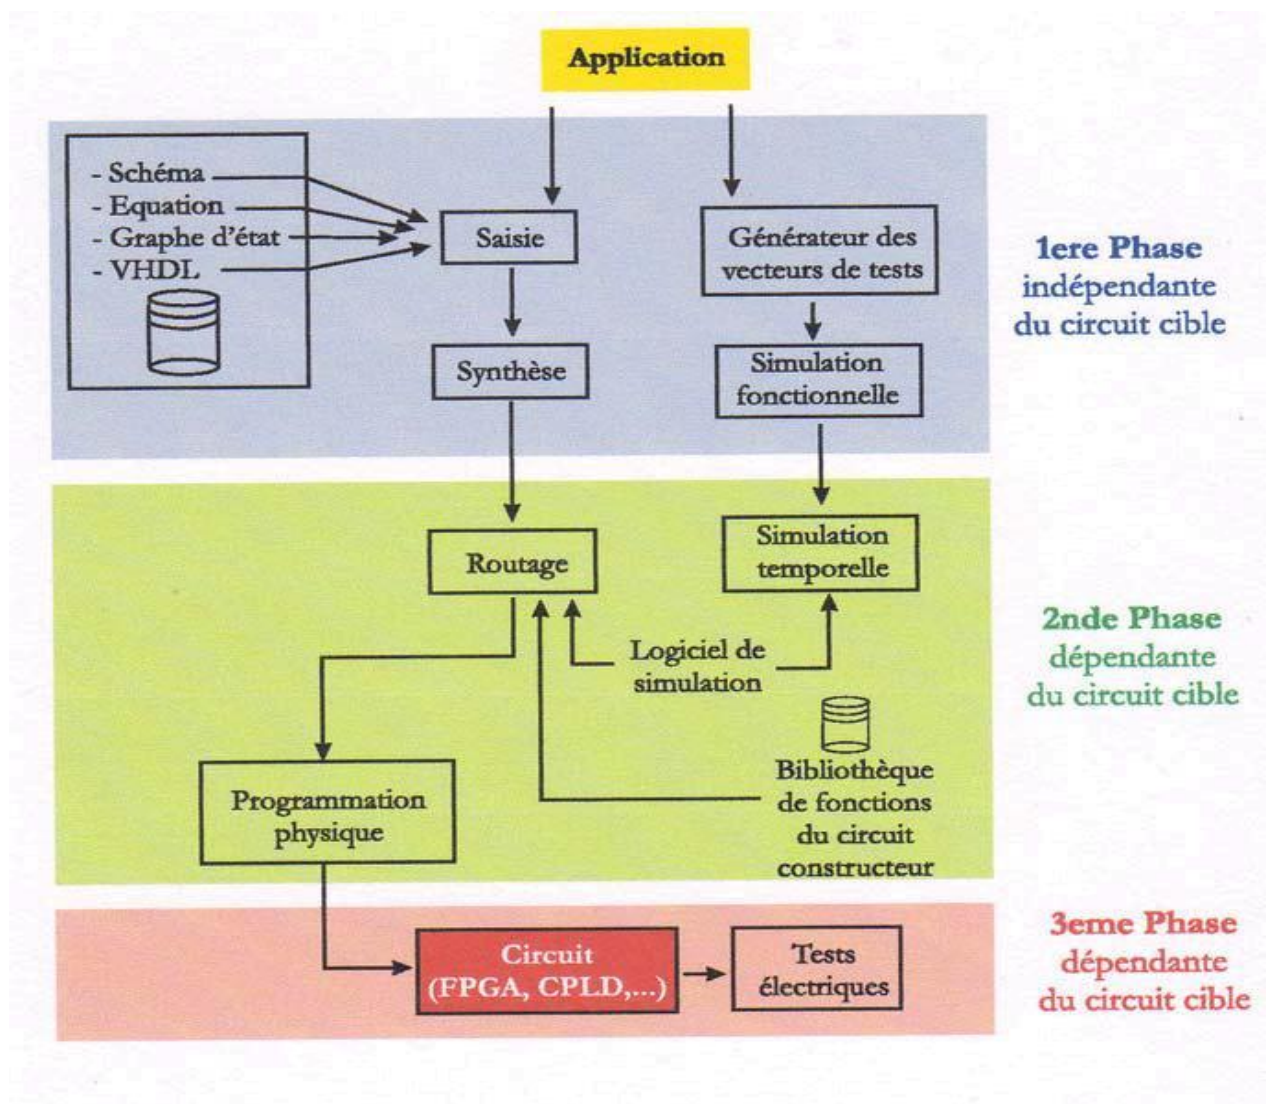 Application
- Schéma
- Equation
- Graphe d'état
- VHDL
Saisie
Générateur des
vecteurs de tests
1ere Phase
indépendante
du circuit cible
Synthèse
Simulation
fonctionnelle
Routage
Simulation
temporelle
Logiciel de
simulation
2nde Phase
dépendante
du circuit cible
Bibliothèque
de fonctions
du circuit
constructeur
Programmation
physique
Circuit
(FPGA, CPLD,...)
Tests
électriques
3eme Phase
dépendante
du circuit cible